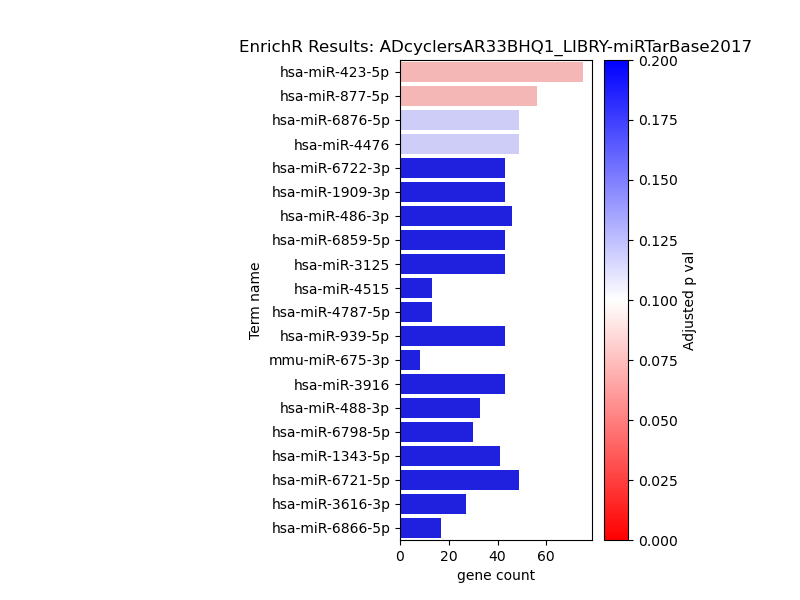 EnrichR Results: ADcyclersAR33BHQ1_LIBRY-miRTarBase2017
hsa-miR-423-5p
hsa-miR-877-5p
hsa-miR-6876-5p
hsa-miR-4476
hsa-miR-6722-3p
hsa-miR-1909-3p
hsa-miR-486-3p
hsa-miR-6859-5p
hsa-miR-3125
hsa-miR-4515
hsa-miR-4787-5p
hsa-miR-939-5p
mmu-miR-675-3p
hsa-miR-3916
hsa-miR-488-3p
hsa-miR-6798-5p
hsa-miR-1343-5p
hsa-miR-6721-5p
hsa-miR-3616-3p
hsa-miR-6866-5p
Term name
0 20 40 60
gene count
0.200
0.175
0.150
0.125
0.100
0.075
0.050
0.025
0.000
Adjusted p val